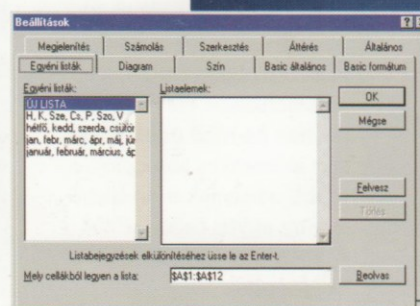 Beállítások
Megjelenítés Számolás Szerkesztés Áttérés Általános
Egyéni listák Diagram Szín Basic általános Basic formátum
Egyéni listák: Listaelemek:
ÚJ LISTA
H, K, Sze, Cs, P, Szo, V
hétfő, kedd, szerda, csütör
jan, febr, márc, ápr, máj, jún
január, február, március, áp
OK
Mégse
Felvesz
Törlés
Listabejegyzések elkülönítéséhez üsse le az Enter-t.
Mely cellákból legyen a lista: $A$1:$A$12 Beolvas